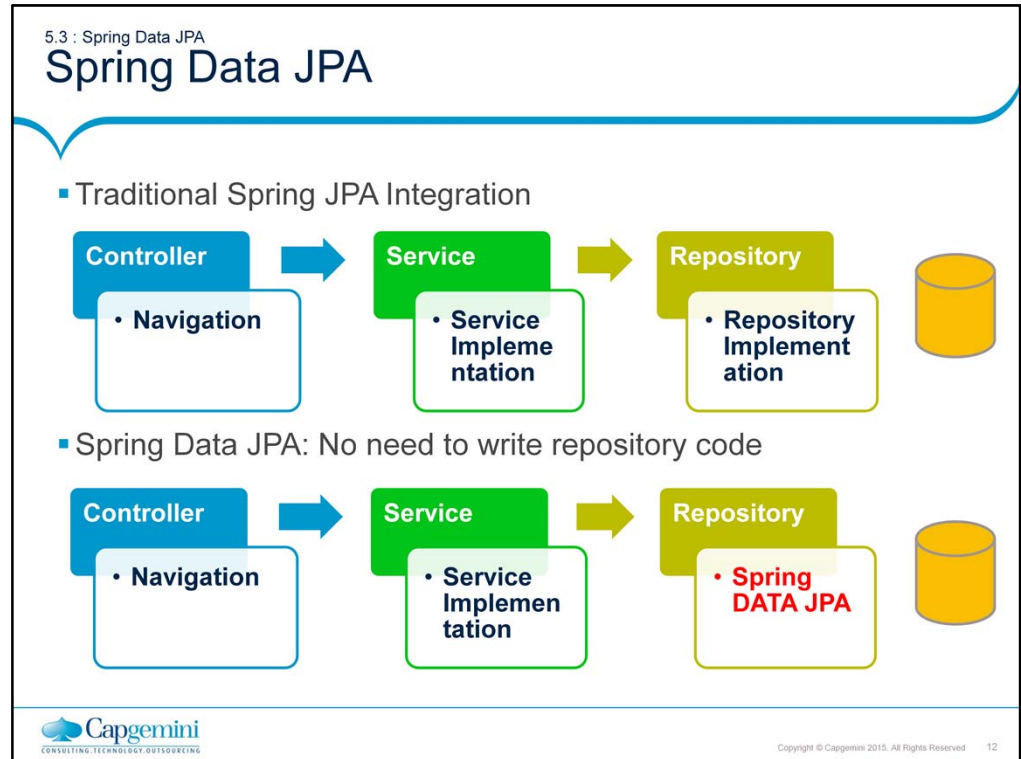 5.3 : Spring Data JPA
Spring Data JPA
▪ Traditional Spring JPA Integration
Controller
• Navigation
Service
• Service
Impleme
ntation
Repository
• Repository
Implement
ation
▪ Spring Data JPA: No need to write repository code
Controller
• Navigation
Service
• Service
Implemen
tation
Repository
• Spring
DATA JPA
Capgemini
CONSULTING.TECHNOLOGY.OUTSOURCING
Copyright © Capgemini 2015. All Rights Reserved 12